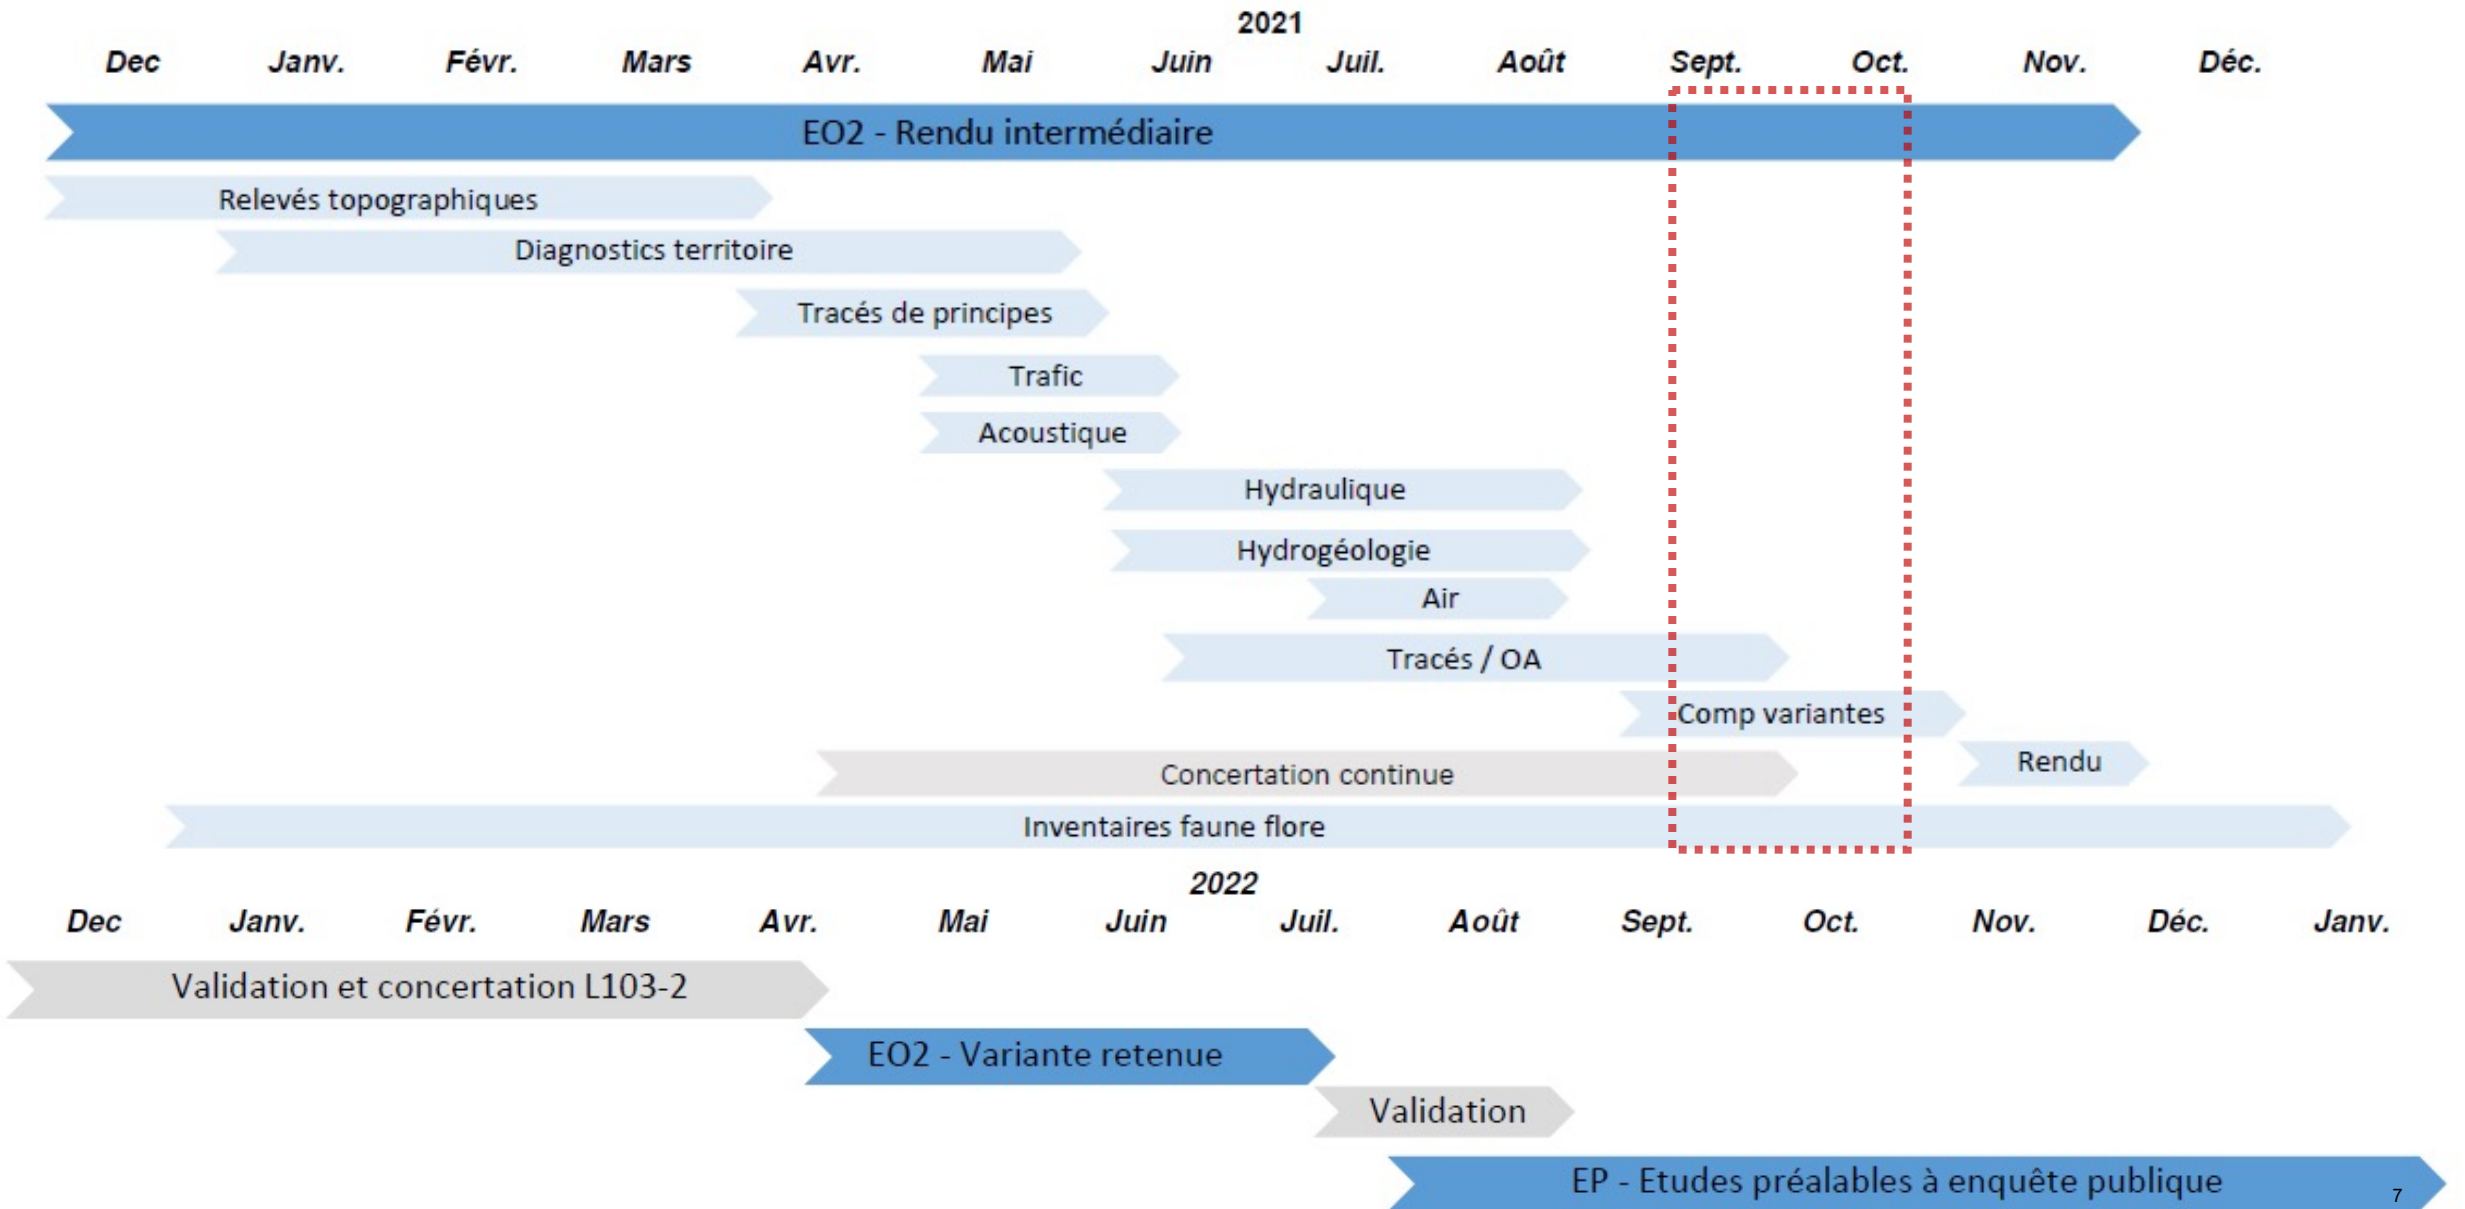 2021
Dec Janv. Févr. Mars Avr. Mai Juin Juil. Août Sept. Oct. Nov. Déc.
EO2 - Rendu intermédiaire
Relevés topographiques
Diagnostics territoire
Tracés de principes
Trafic
Acoustique
Hydraulique
Hydrogéologie
Air
Tracés / OA
Comp variantes
Rendu
Concertation continue
Inventaires faune flore
2022
Dec Janv. Févr. Mars Avr. Mai Juin Juil. Août Sept. Oct. Nov. Déc. Janv.
Validation et concertation L103-2
EO2 - Variante retenue
Validation
EP - Etudes préalables à enquête publique
7